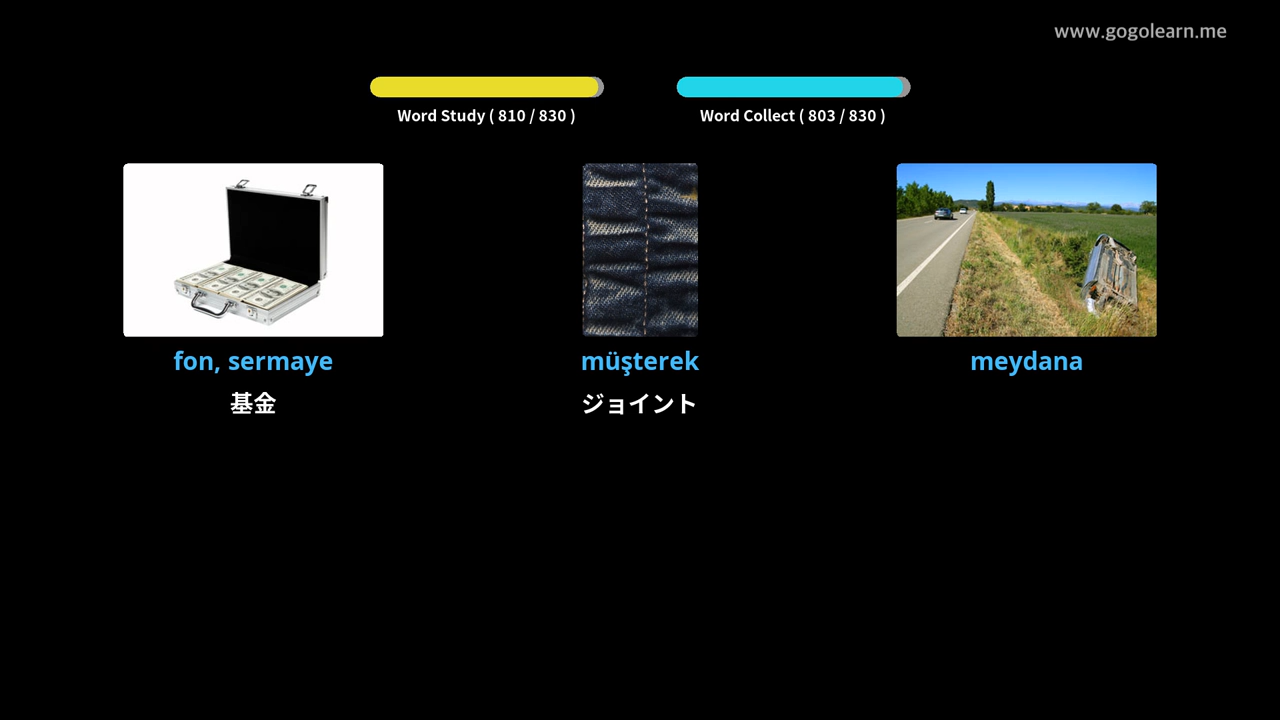 www.gogolearn.me
Word Study ( 810 / 830 )
Word Collect ( 803 / 830 )
fon, sermaye
müşterek
meydana
基金
ジョイント